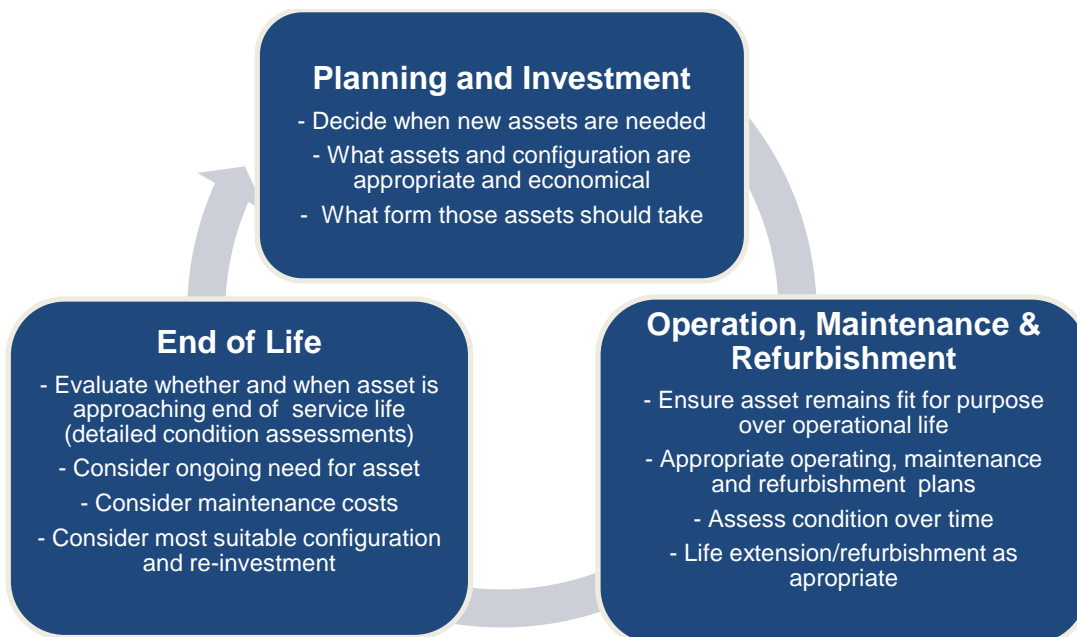 Planning and Investment
- Decide when new assets are needed
- What assets and configuration are
appropriate and economical
- What form those assets should take
End of Life
- Evaluate whether and when asset is
approaching end of service life
(detailed condition assessments)
- Consider ongoing need for asset
- Consider maintenance costs
- Consider most suitable configuration
and re-investment
Operation, Maintenance &
Refurbishment
- Ensure asset remains fit for purpose
over operational life
- Appropriate operating, maintenance
and refurbishment plans
- Assess condition over time
- Life extension/refurbishment as
apropriate